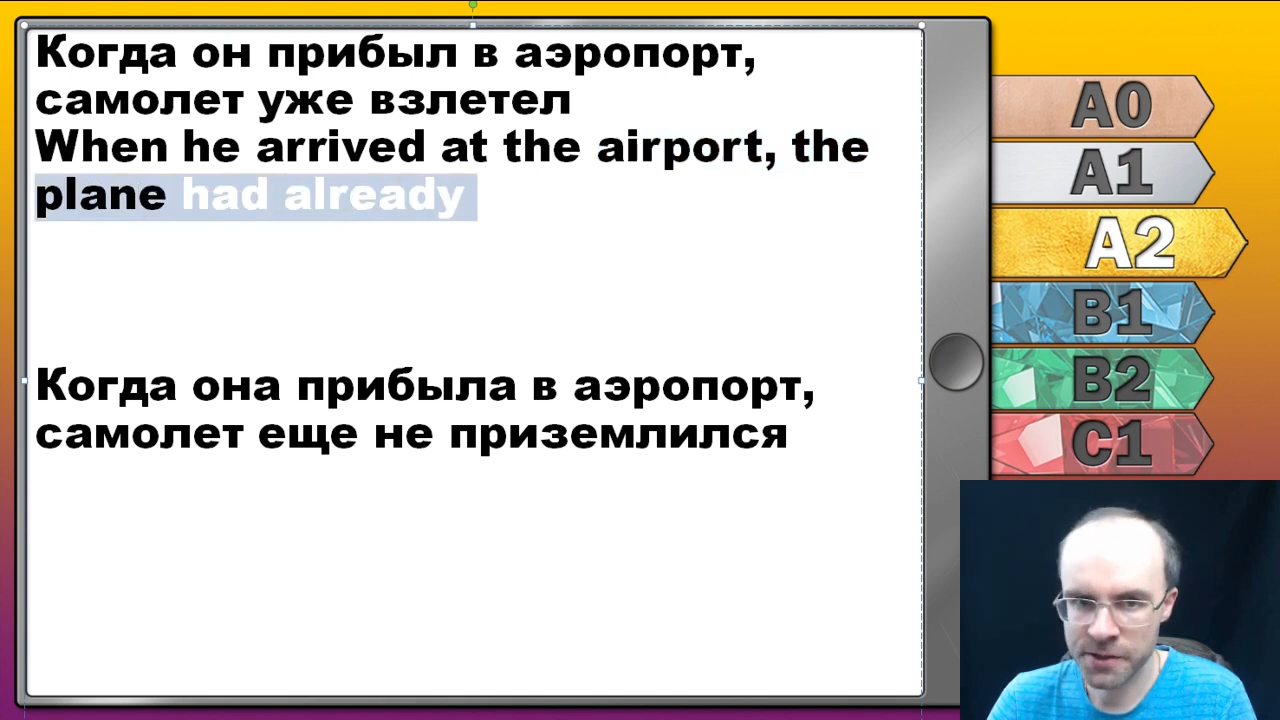 Когда он прибыл в аэропорт,
самолет уже взлетел
When he arrived at the airport, the
plane had already
Когда она прибыла в аэропорт,
самолет еще не приземлился
A0
A1
A2
B1
B2
C1